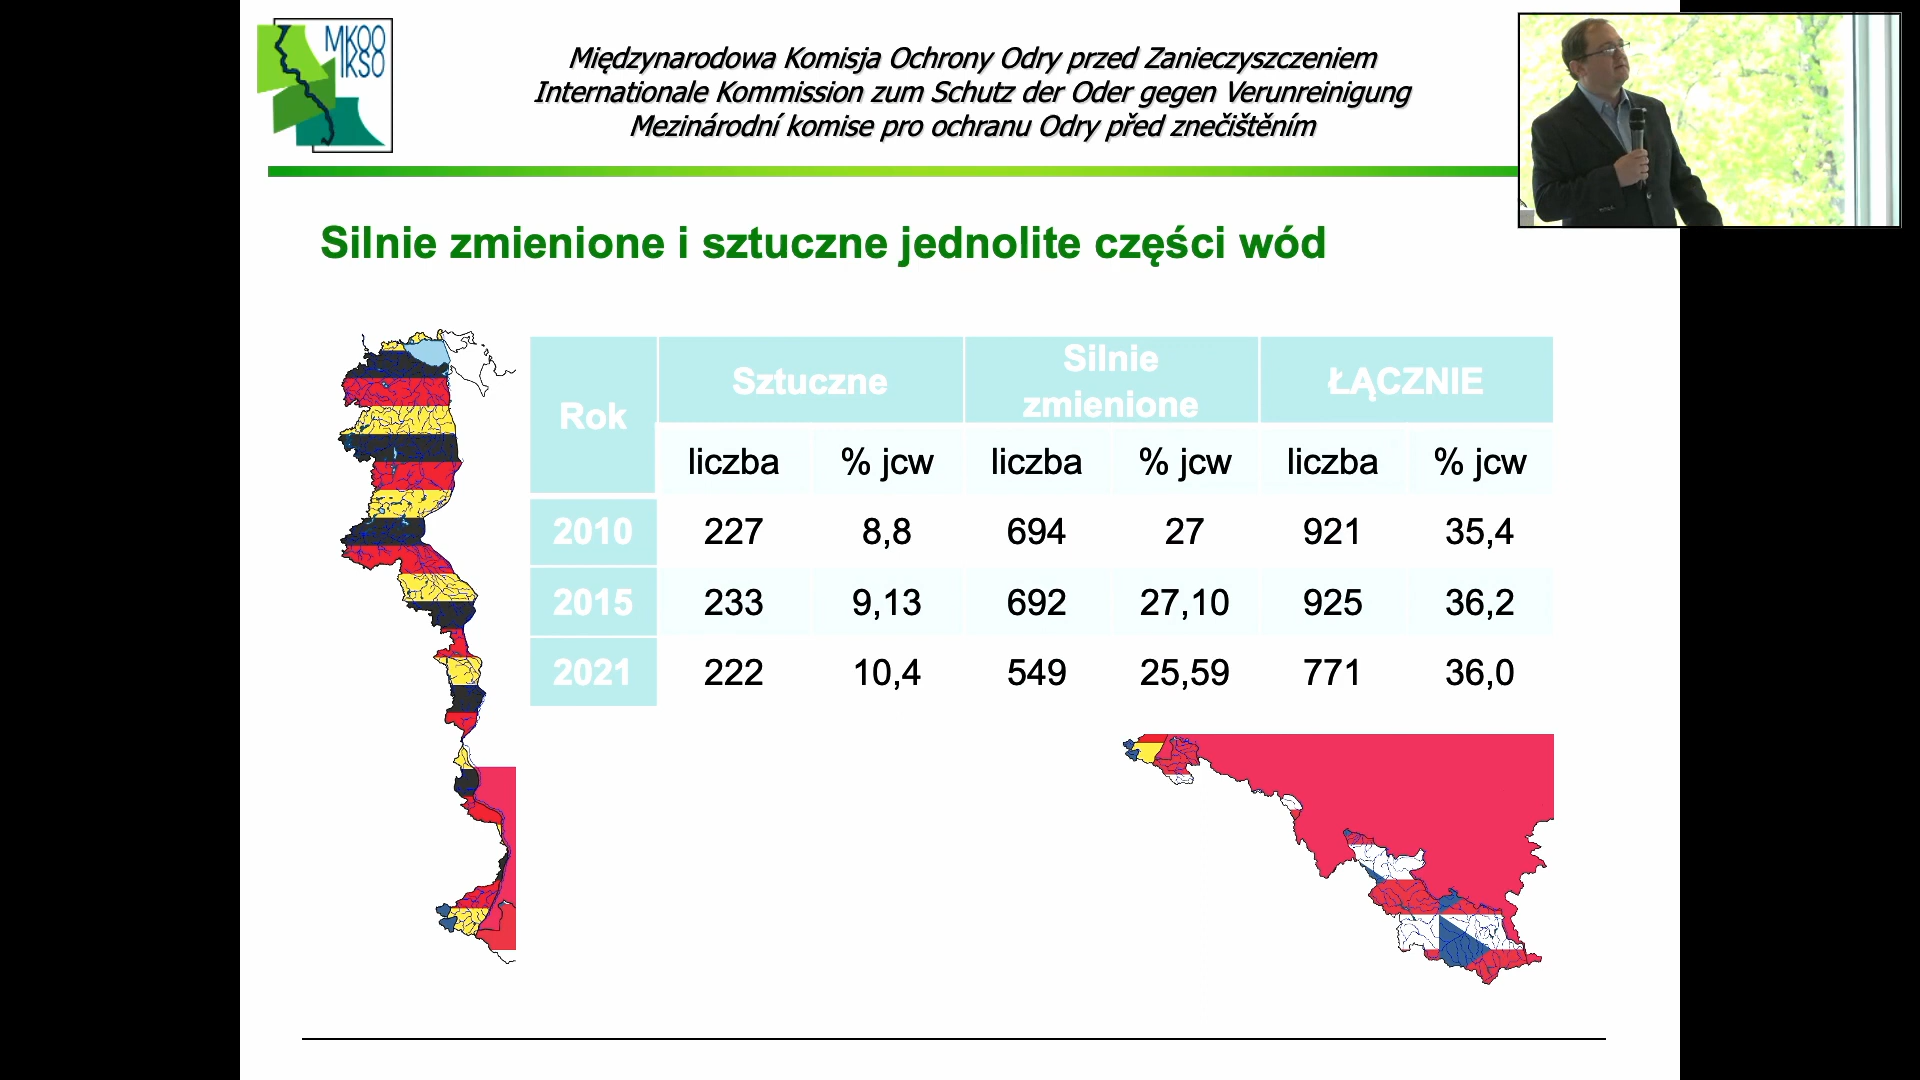 MKOO
IKSO
Międzynarodowa Komisja Ochrony Odry przed Zanieczyszczeniem
Internationale Kommission zum Schutz der Oder gegen Verunreinigung
Mezinárodní komise pro ochranu Odry před znečištěním
Silnie zmienione i sztuczne jednolite części wód
Rok Sztuczne Silnie zmienione ŁĄCZNIE
liczba % jcw liczba % jcw liczba % jcw
2010 227 8,8 694 27 921 35,4
2015 233 9,13 692 27,10 925 36,2
2021 222 10,4 549 25,59 771 36,0